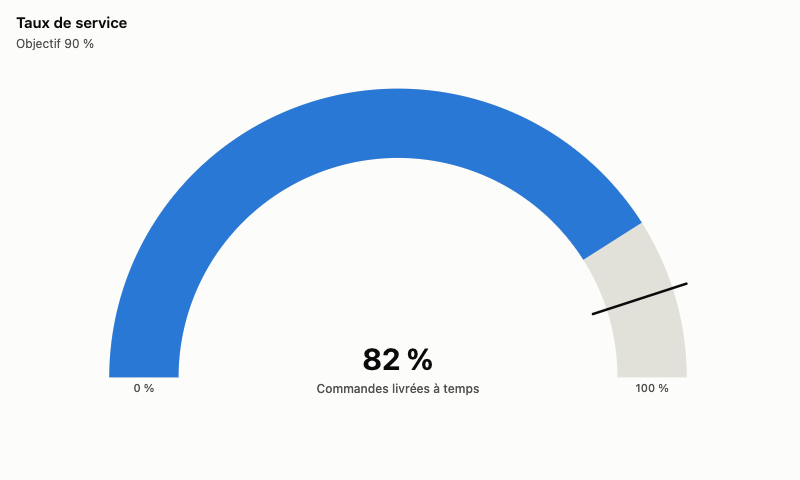 Taux de service
Objectif 90 %
82 %
Commandes livrées à temps
0 %
100 %